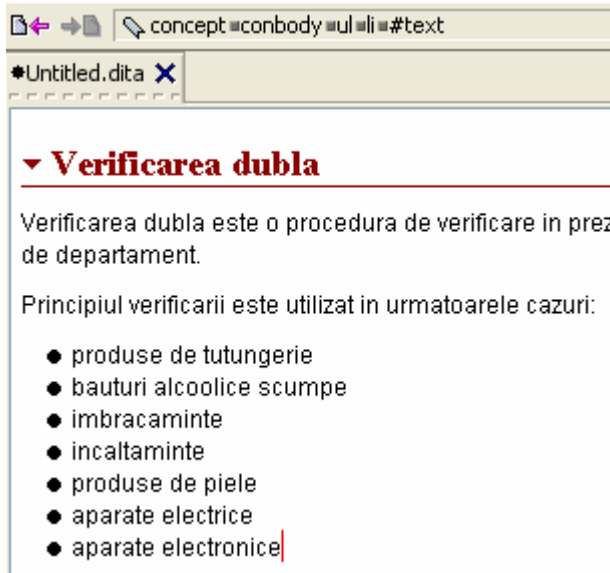 concept conbody ul li #text
Untitled.dita
Verificarea dubla
Verificarea dubla este o procedura de verificare in
de departament.
Principiul verificarii este utilizat in urmatoarele cazuri:
produse de tutungerie
bauturi alcoolice scumpe
imbracaminte
incaltaminte
produse de piele
aparate electrice
aparate electronice